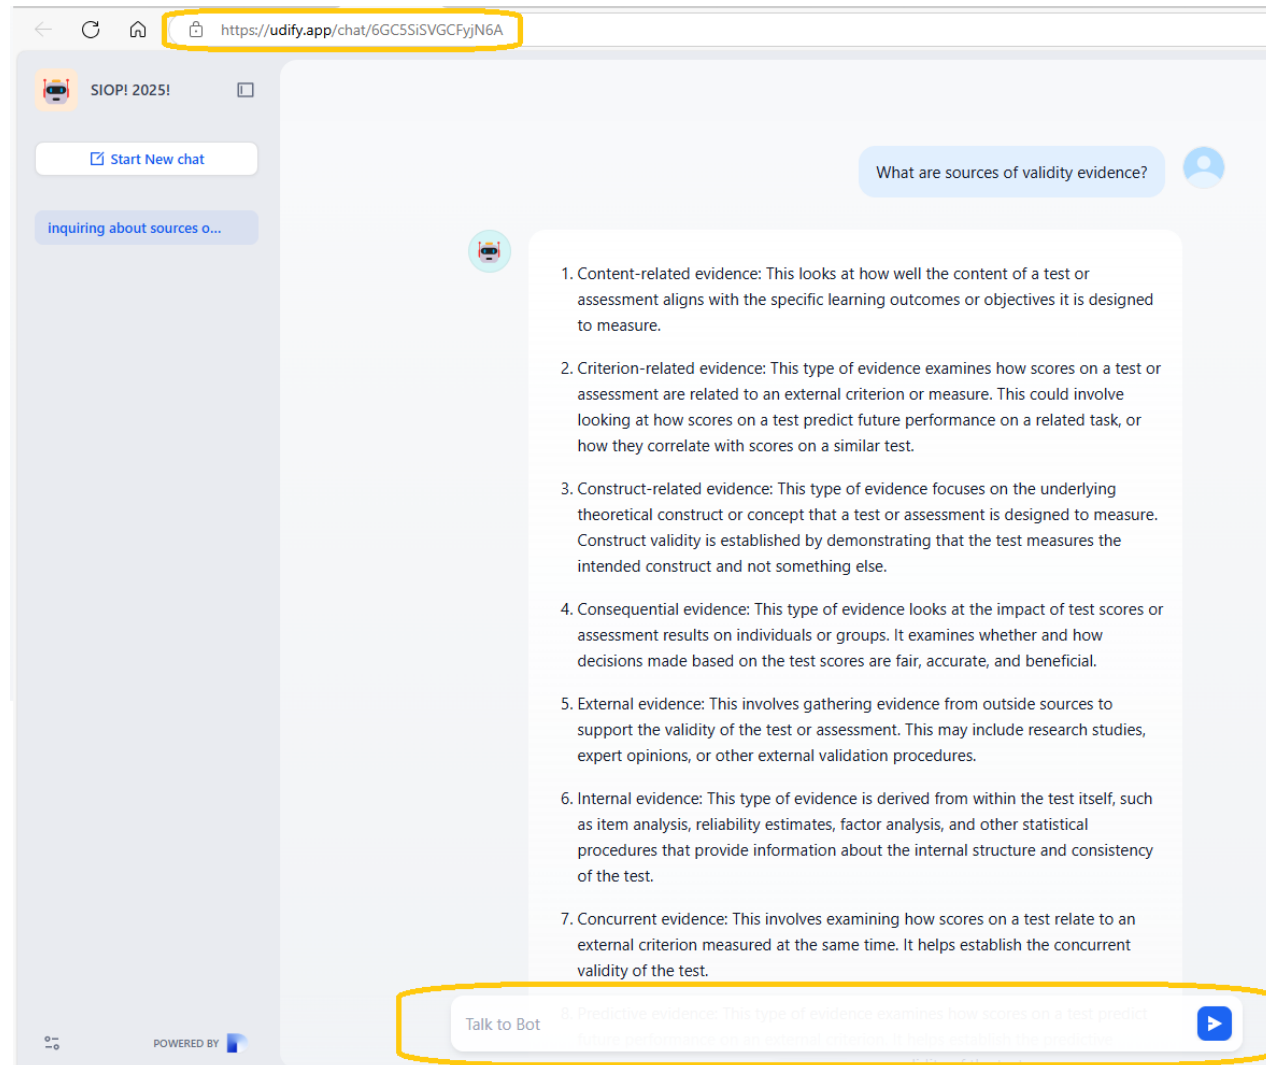 https://udify.app/chat/6GC5SiSVGCFyjN6A
SIOP! 2025!
Start New chat
inquiring about sources o...
What are sources of validity evidence?
1. Content-related evidence: This looks at how well the content of a test or
assessment aligns with the specific learning outcomes or objectives it is designed
to measure.
2. Criterion-related evidence: This type of evidence examines how scores on a test or
assessment are related to an external criterion or measure. This could involve
looking at how scores on a test predict future performance on a related task, or
how they correlate with scores on a similar test.
3. Construct-related evidence: This type of evidence focuses on the underlying
theoretical construct or concept that a test or assessment is designed to measure.
Construct validity is established by demonstrating that the test measures the
intended construct and not something else.
4. Consequential evidence: This type of evidence looks at the impact of test scores or
assessment results on individuals or groups. It examines whether and how
decisions made based on the test scores are fair, accurate, and beneficial.
5. External evidence: This involves gathering evidence from outside sources to
support the validity of the test or assessment. This may include research studies,
expert opinions, or other external validation procedures.
6. Internal evidence: This type of evidence is derived from within the test itself, such
as item analysis, reliability estimates, factor analysis, and other statistical
procedures that provide information about the internal structure and consistency
of the test.
7. Concurrent evidence: This involves examining how scores on a test relate to an
external criterion measured at the same time. It helps establish the concurrent
validity of the test.
8. Predictive evidence: This type of evidence examines how scores on a test predict
Talk to Bot
POWERED BY